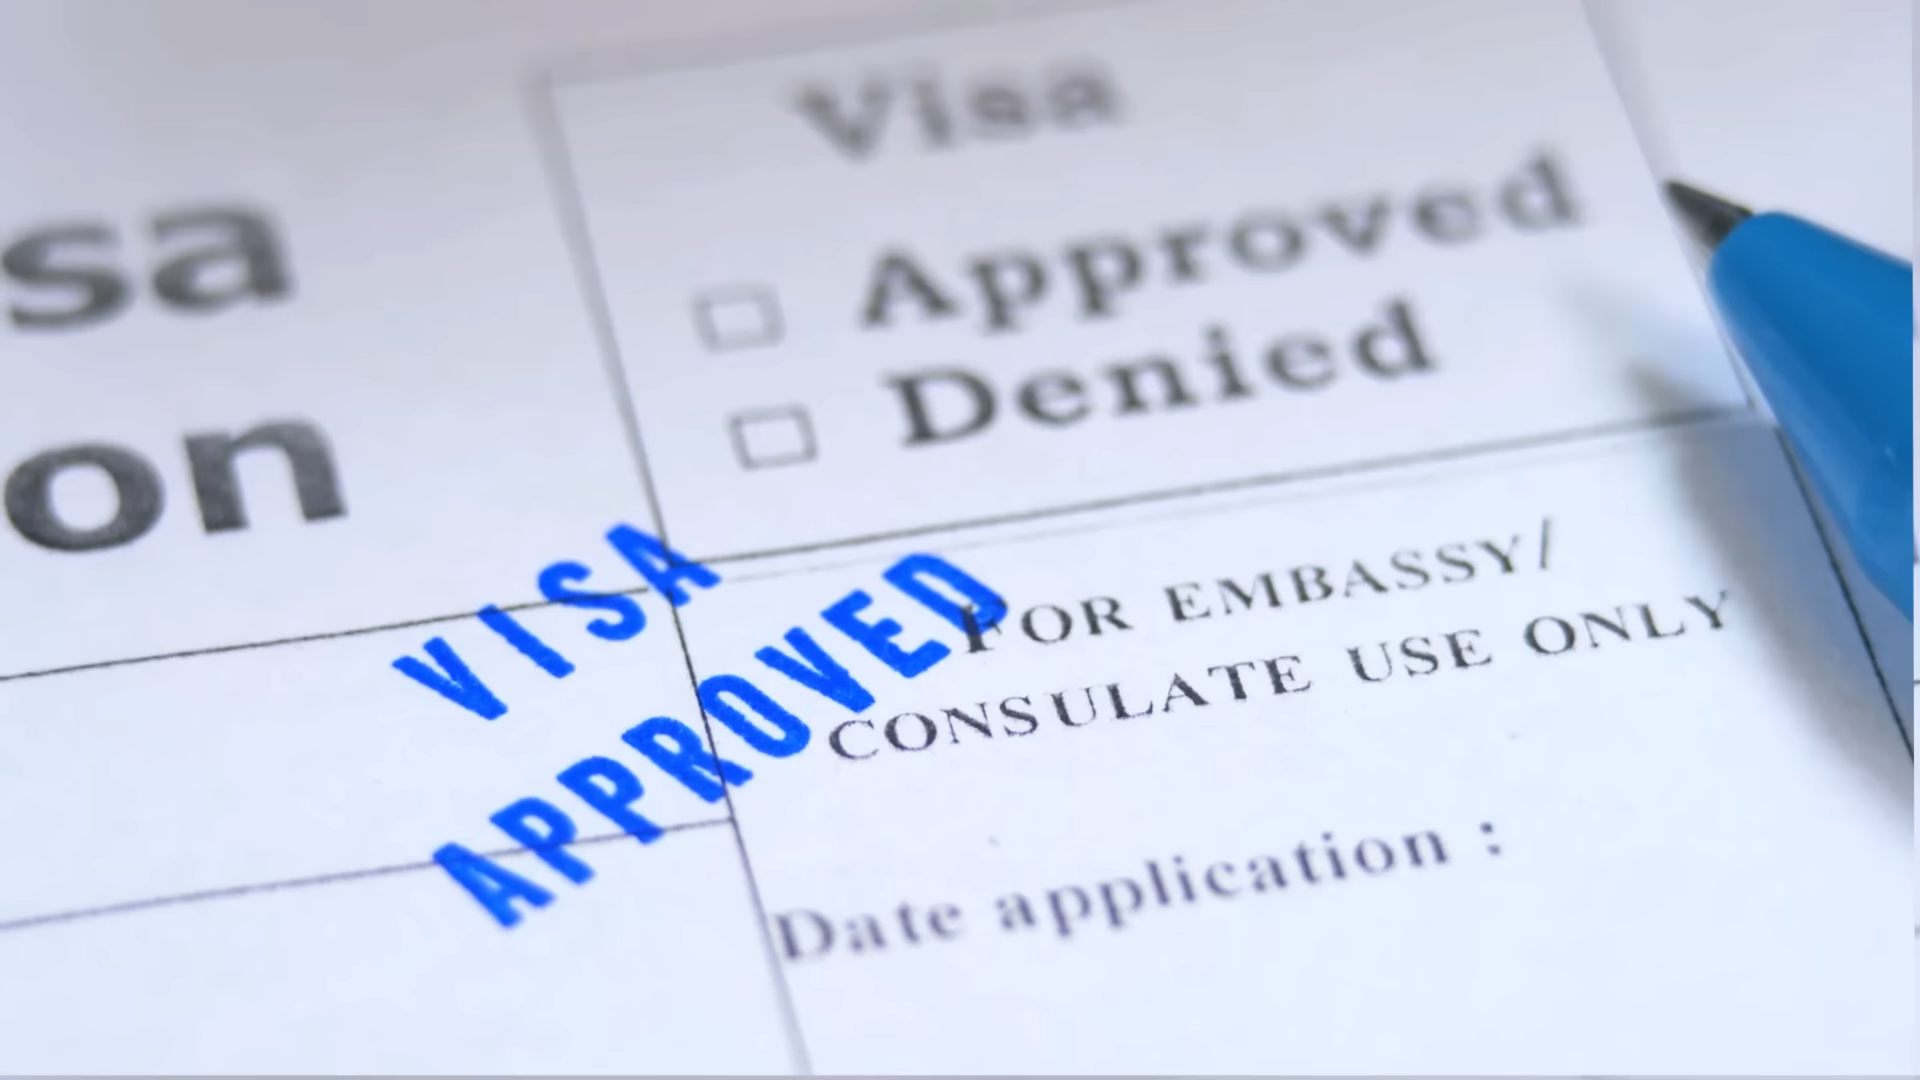 sa
on
Visa
Approved
Denied
VISA
APPROVED
FOR EMBASSY/
CONSULATE USE ONLY
Date application :